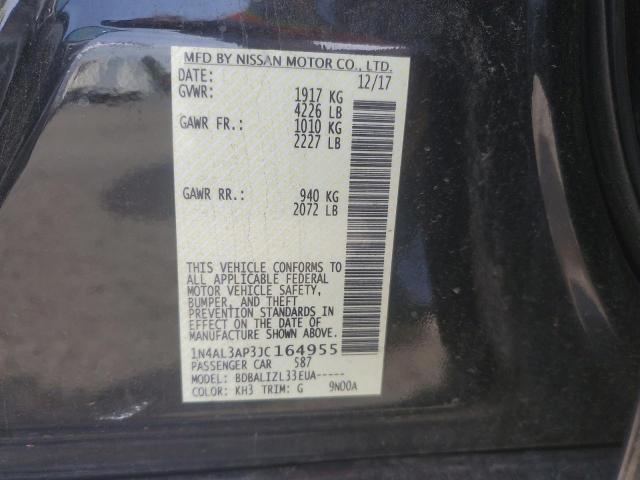 MFD BY NISSAN MOTOR CO., LTD.
DATE: 12/17
GVWR: 1917 KG
4226 LB
GAWR FR.: 1010 KG
2227 LB
GAWR RR.: 940 KG
2072 LB
THIS VEHICLE CONFORMS TO
ALL APPLICABLE FEDERAL
MOTOR VEHICLE SAFETY,
BUMPER, AND THEFT
PREVENTION STANDARDS IN
EFFECT ON THE DATE OF
MANUFACTURE SHOWN ABOVE.
1N4AL3AP3JC164955
PASSENGER CAR 587
MODEL: BDBALIZL33EUA-----
COLOR: KH3 TRIM: G 9N00A